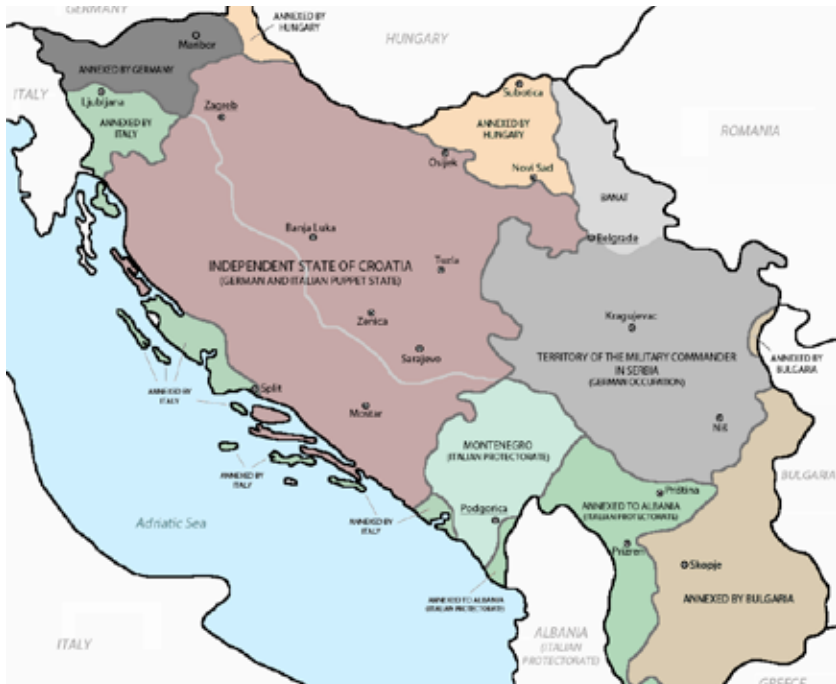 GERMANY
ANNEXED BY
HUNGARY
HUNGARY
Maribor
ANNEXED BY GERMANY
ITALY
Ljubljana
ANNEXED BY
ITALY
Zagreb
Subotica
ANNEXED BY
HUNGARY
ROMANIA
Osijek
Novi Sad
BANAT
Banja Luka
Belgrade
Tuzla
INDEPENDENT STATE OF CROATIA
(GERMAN AND ITALIAN PUPPET STATE)
Zenica
Kragujevac
Sarajevo
TERRITORY OF THE MILITARY COMMANDER
IN SERBIA
(GERMAN OCCUPATION)
ANNEXED BY
BULGARIA
ANNEXED BY
ITALY
Split
Mostar
Niš
MONTENEGRO
(ITALIAN PROTECTORATE)
ANNEXED BY
ITALY
BULGARIA
Priština
ANNEXED TO ALBANIA
(ITALIAN PROTECTORATE)
Podgorica
ANNEXED BY
ITALY
Adriatic Sea
Prizren
Skopje
ANNEXED TO ALBANIA
(ITALIAN PROTECTORATE)
ANNEXED BY BULGARIA
ITALY
ALBANIA
(ITALIAN
PROTECTORATE)
GREECE